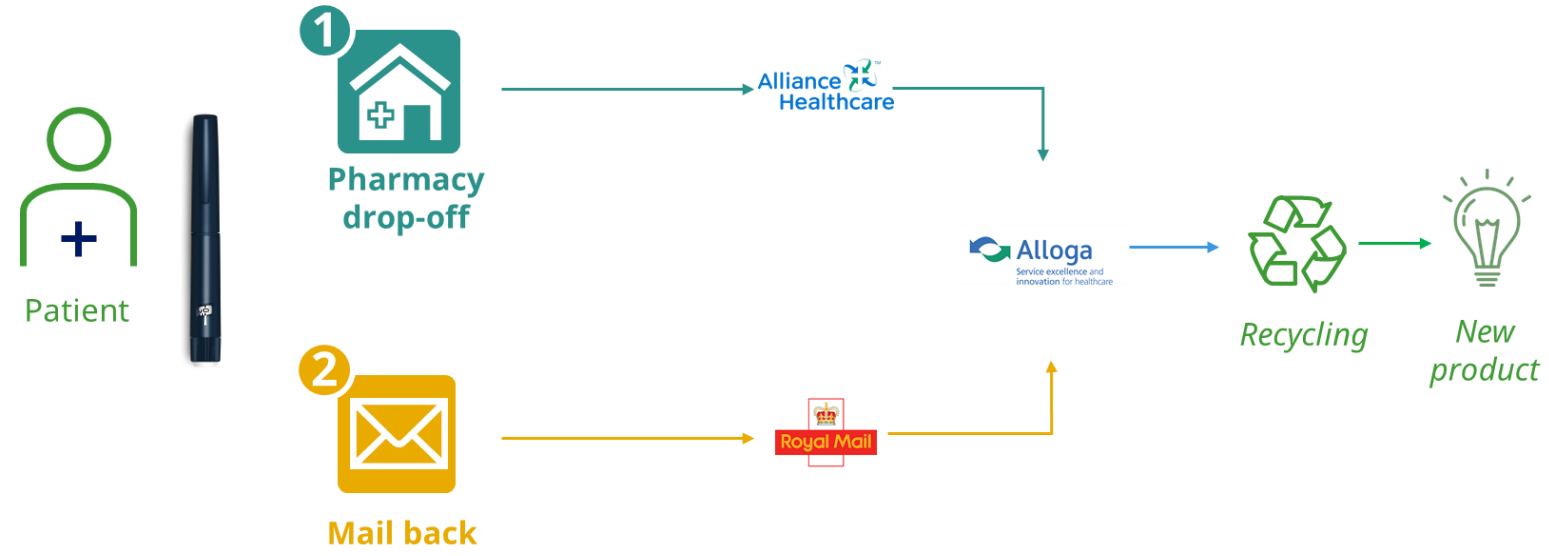 1
Pharmacy
drop-off
Alliance™
Healthcare
Patient
Alloga
Service excellence and
innovation for healthcare
Recycling
New
product
2
Royal Mail
Mail back